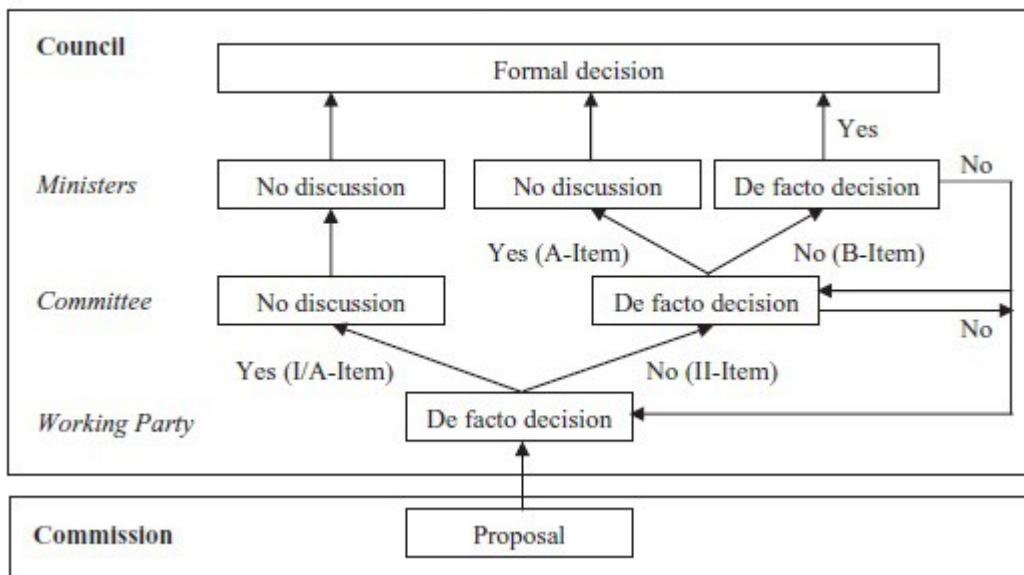 Council
Formal decision
Yes
No
Ministers
No discussion
No discussion
De facto decision
Yes (A-Item)
No (B-Item)
Committee
No discussion
De facto decision
No
Yes (I/A-Item)
No (II-Item)
Working Party
De facto decision
Commission
Proposal